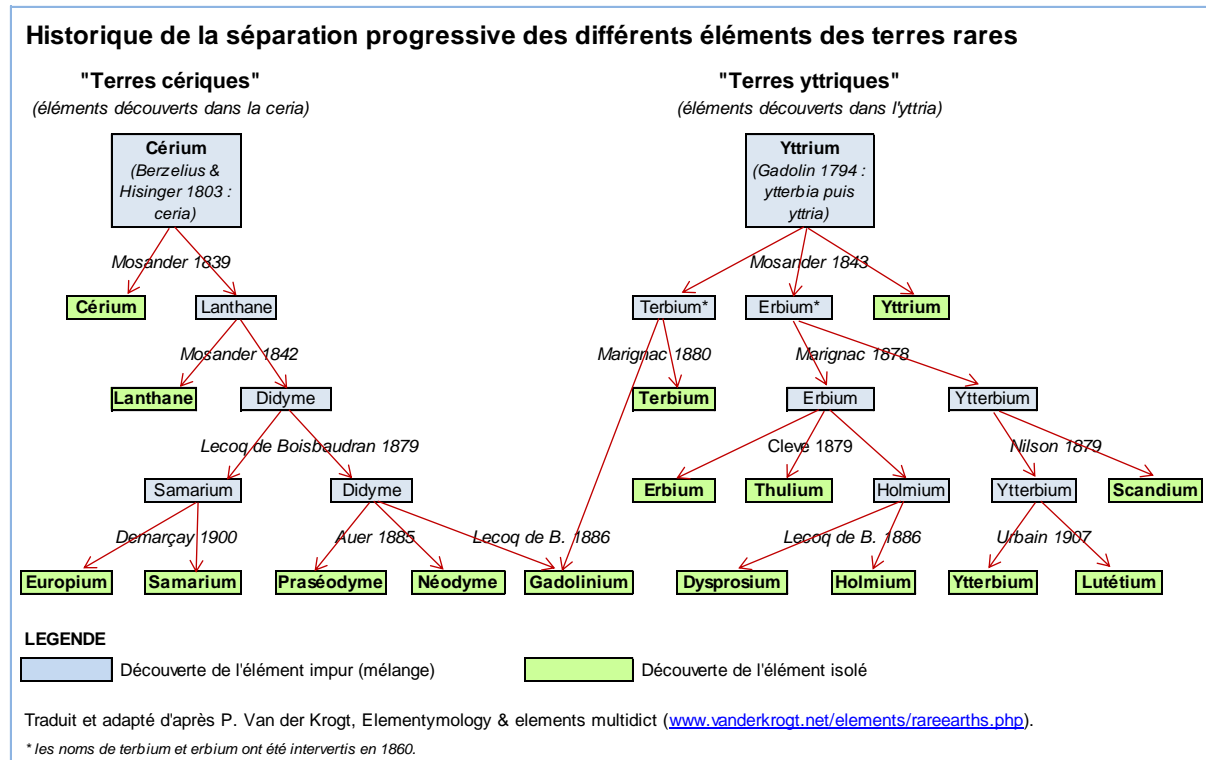 Historique de la séparation progressive des différents éléments des terres rares
"Terres cériques"
(éléments découverts dans la ceria)
"Terres yttriques"
(éléments découverts dans l'yttria)
Cérium
(Berzelius &
Hisinger 1803 :
ceria)
Yttrium
(Gadolin 1794 :
ytterbia puis
yttria)
Mosander 1839
Mosander 1843
Cérium
Lanthane
Terbium*
Erbium*
Yttrium
Mosander 1842
Marignac 1880
Marignac 1878
Lanthane
Didyme
Terbium
Erbium
Ytterbium
Lecoq de Boisbaudran 1879
Cleve 1879
Nilson 1879
Samarium
Didyme
Erbium
Thulium
Holmium
Ytterbium
Scandium
Demarçay 1900
Auer 1885
Lecoq de B. 1886
Lecoq de B. 1886
Urbain 1907
Europium
Samarium
Praséodyme
Néodyme
Gadolinium
Dysprosium
Holmium
Ytterbium
Lutétium
LEGENDE
Découverte de l'élément impur (mélange)
Découverte de l'élément isolé
Traduit et adapté d'après P. Van der Krogt, Elementymology & elements multidict (www.vanderkrogt.net/elements/rareearths.php).
* les noms de terbium et erbium ont été intervertis en 1860.